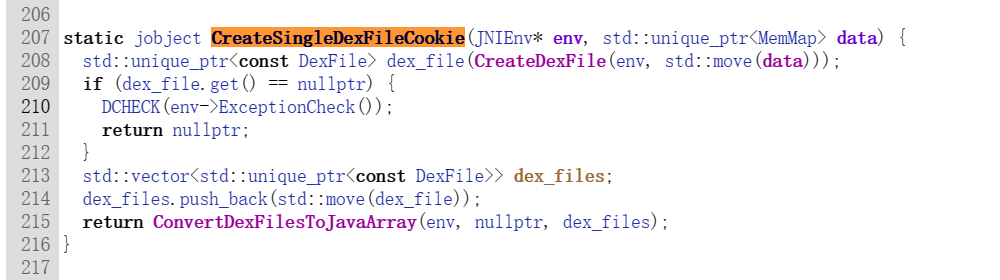 206
207 static jobject CreateSingleDexFileCookie(JNIEnv* env, std::unique_ptr<MemMap> data) {
208   std::unique_ptr<const DexFile> dex_file(CreateDexFile(env, std::move(data)));
209   if (dex_file.get() == nullptr) {
210     DCHECK(env->ExceptionCheck());
211     return nullptr;
212   }
213   std::vector<std::unique_ptr<const DexFile>> dex_files;
214   dex_files.push_back(std::move(dex_file));
215   return ConvertDexFilesToJavaArray(env, nullptr, dex_files);
216 }
217